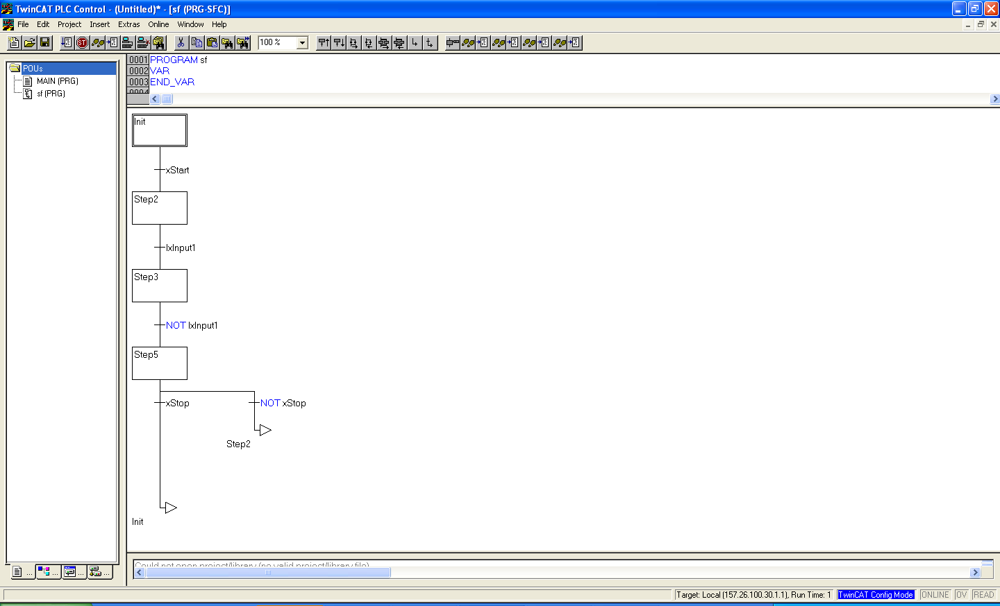 TwinCAT PLC Control - (Untitled)* - [sf (PRG-SFC)]
File Edit Project Insert Extras Online Window Help
100 %
POUs
MAIN (PRG)
sf (PRG)
... ... ... ...
0001 PROGRAM sf
0002 VAR
0003 END_VAR
0004
Init
xStart
Step2
IxInput1
Step3
NOT IxInput1
Step5
xStop NOT xStop
Step2
Init
Could not open project/library (no valid project/library file)
Target: Local (157.26.100.30.1.1), Run Time: 1 TwinCAT Config Mode ONLINE OV READ